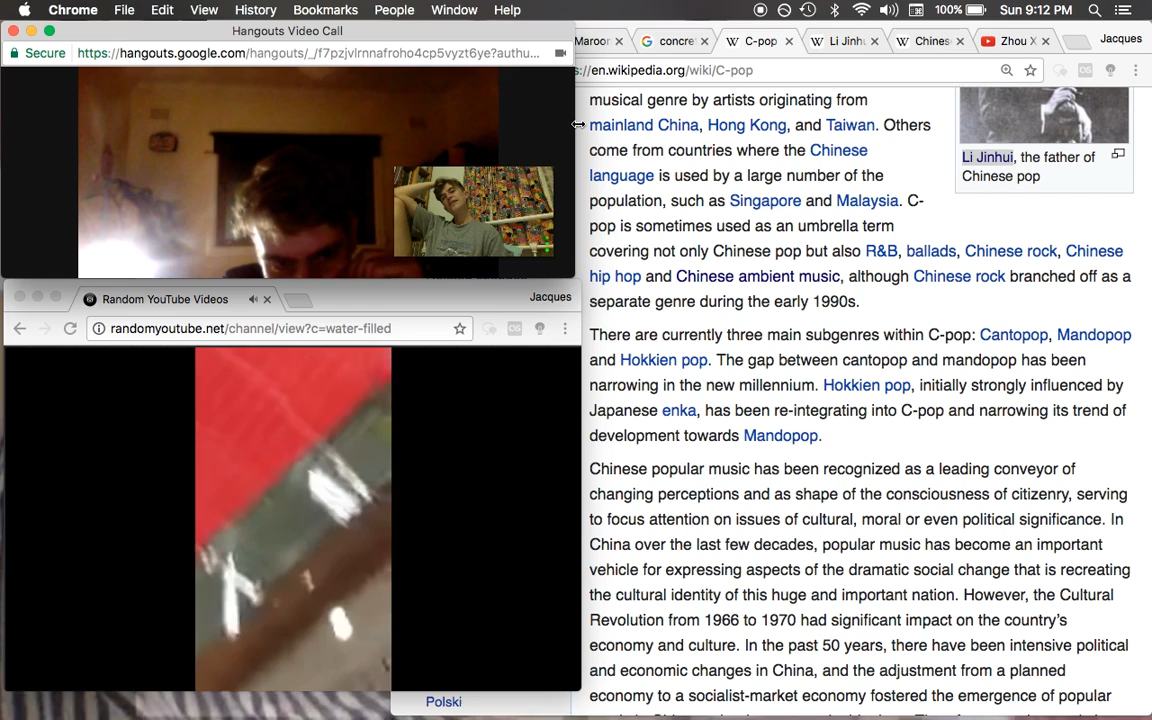 Chrome File Edit View History Bookmarks People Window Help 100% Sun 9:12 PM
Hangouts Video Call
Secure https://hangouts.google.com/hangouts/_/f7pzjvlrnnafroho4cp5vyzt6ye?authu...
Maroon concre C-pop Li Jinh Chines Zhou X Jacques
s://en.wikipedia.org/wiki/C-pop
musical genre by artists originating from
mainland China, Hong Kong, and Taiwan. Others
come from countries where the Chinese
language is used by a large number of the
population, such as Singapore and Malaysia. C-
pop is sometimes used as an umbrella term
covering not only Chinese pop but also R&B, ballads, Chinese rock, Chinese
hip hop and Chinese ambient music, although Chinese rock branched off as a
separate genre during the early 1990s.
Li Jinhui, the father of
Chinese pop
There are currently three main subgenres within C-pop: Cantopop, Mandopop
and Hokkien pop. The gap between cantopop and mandopop has been
narrowing in the new millennium. Hokkien pop, initially strongly influenced by
Japanese enka, has been re-integrating into C-pop and narrowing its trend of
development towards Mandopop.
Chinese popular music has been recognized as a leading conveyor of
changing perceptions and as shape of the consciousness of citizenry, serving
to focus attention on issues of cultural, moral or even political significance. In
China over the last few decades, popular music has become an important
vehicle for expressing aspects of the dramatic social change that is recreating
the cultural identity of this huge and important nation. However, the Cultural
Revolution from 1966 to 1970 had significant impact on the country's
economy and culture. In the past 50 years, there have been intensive political
and economic changes in China, and the adjustment from a planned
economy to a socialist-market economy fostered the emergence of popular
Random YouTube Videos Jacques
randomyoutube.net/channel/view?c=water-filled
Polski